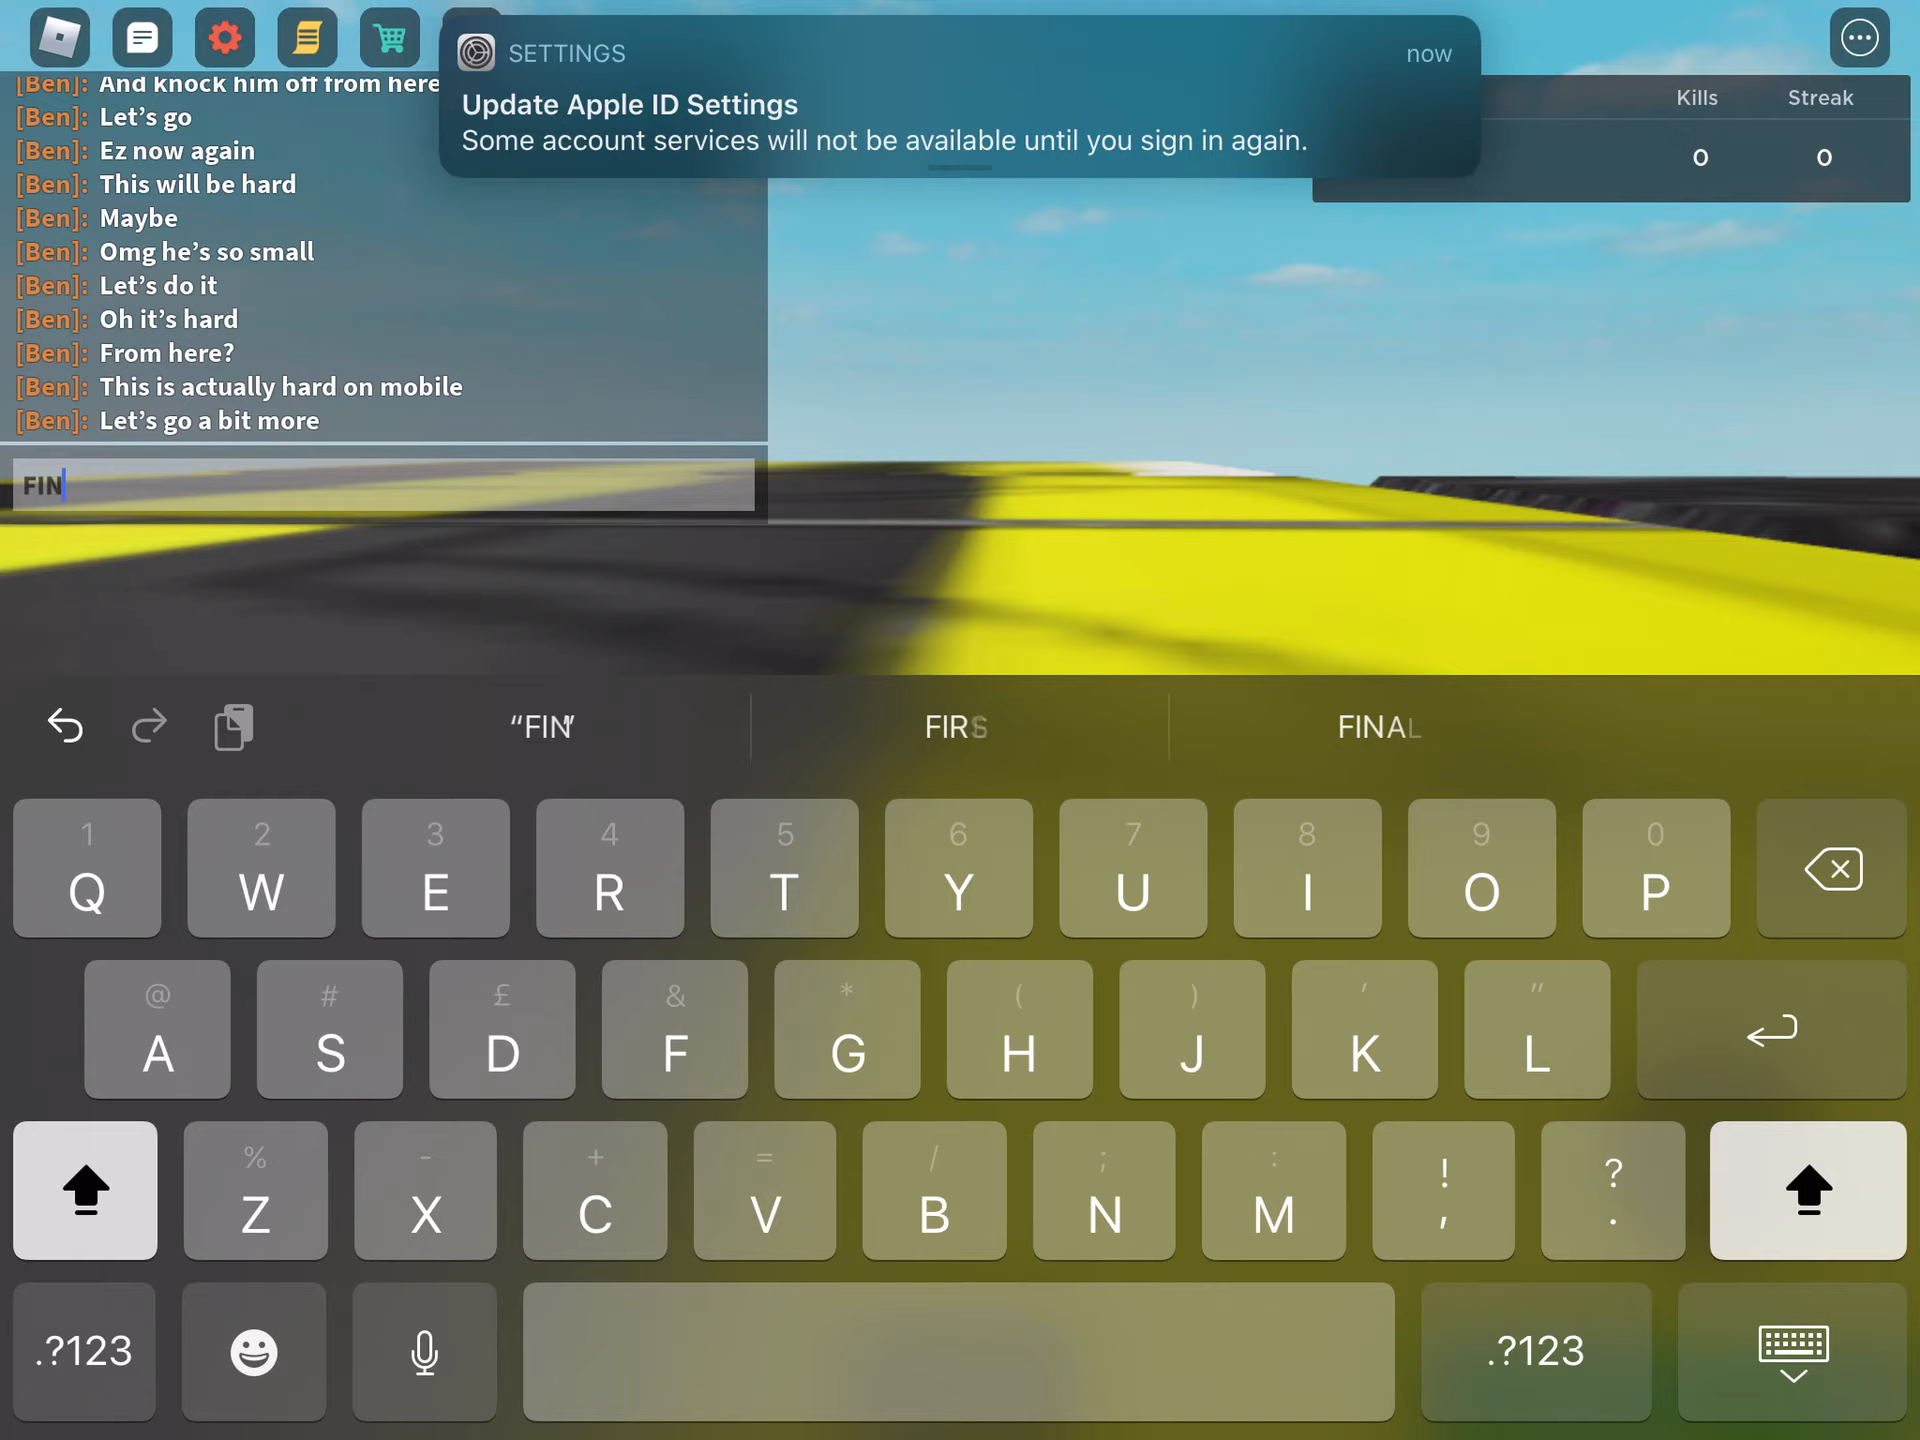 SETTINGS now
Update Apple ID Settings
Some account services will not be available until you sign in again.
Kills Streak
0 0
[Ben]: And knock him off from here
[Ben]: Let's go
[Ben]: Ez now again
[Ben]: This will be hard
[Ben]: Maybe
[Ben]: Omg he's so small
[Ben]: Let's do it
[Ben]: Oh it's hard
[Ben]: From here?
[Ben]: This is actually hard on mobile
[Ben]: Let's go a bit more
FIN
“FIN” FIRS FINAL
1 2 3 4 5 6 7 8 9 0
Q W E R T Y U I O P
@ # £ & * ( ) ' "
A S D F G H J K L
% - + = / ; : ! ?
Z X C V B N M , .
.?123 .?123